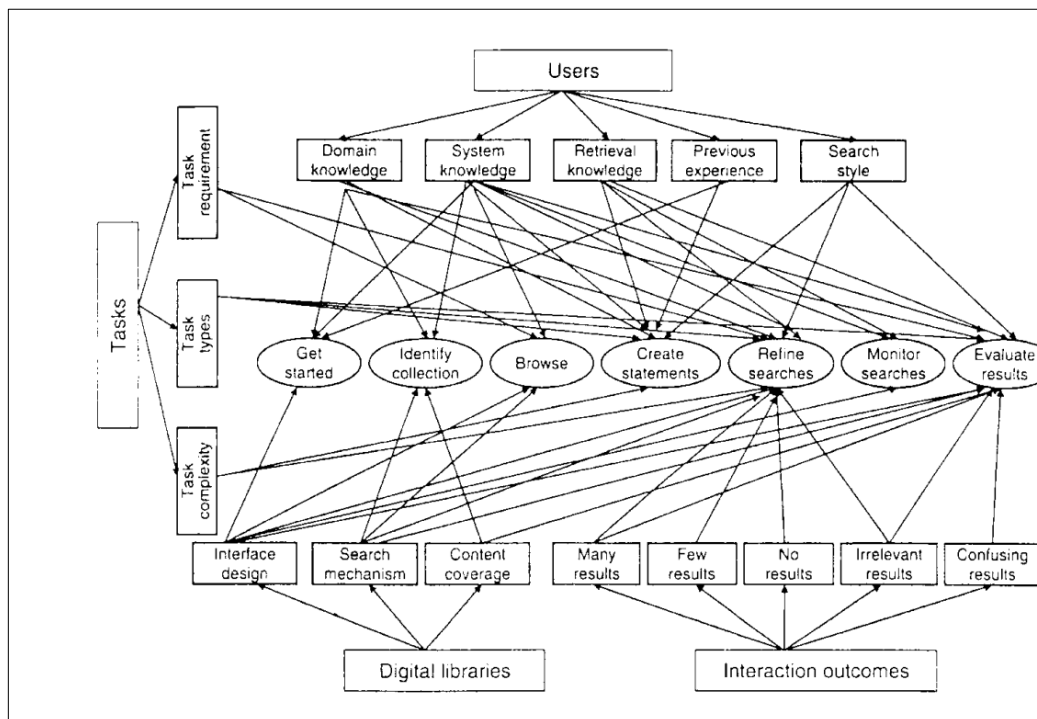 Users
Task
requirement
Domain
knowledge
System
knowledge
Retrieval
knowledge
Previous
experience
Search
style
Tasks
Task
types
Get
started
Identify
collection
Browse
Create
statements
Refine
searches
Monitor
searches
Evaluate
results
Task
complexity
Interface
design
Search
mechanism
Content
coverage
Many
results
Few
results
No
results
Irrelevant
results
Confusing
results
Digital libraries
Interaction outcomes